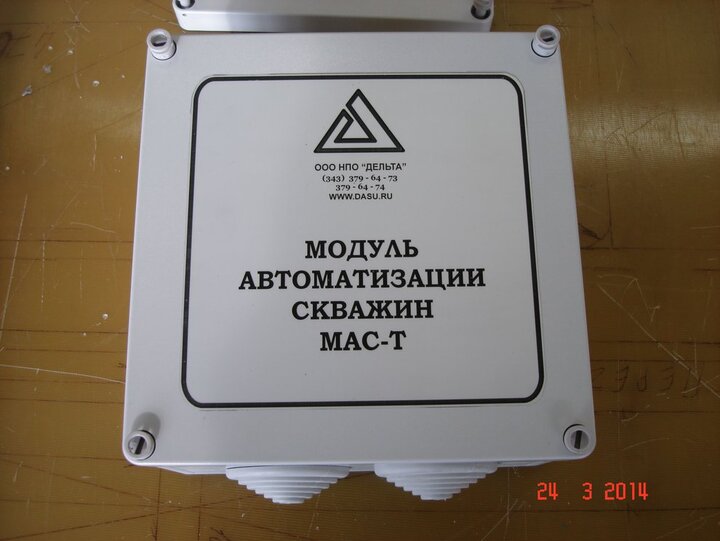 ООО НПО "ДЕЛЬТА"
(343) 379 - 64 - 73
379 - 64 - 74
WWW.DASU.RU
МОДУЛЬ
АВТОМАТИЗАЦИИ
СКВАЖИН
МАС-Т
24 3 2014